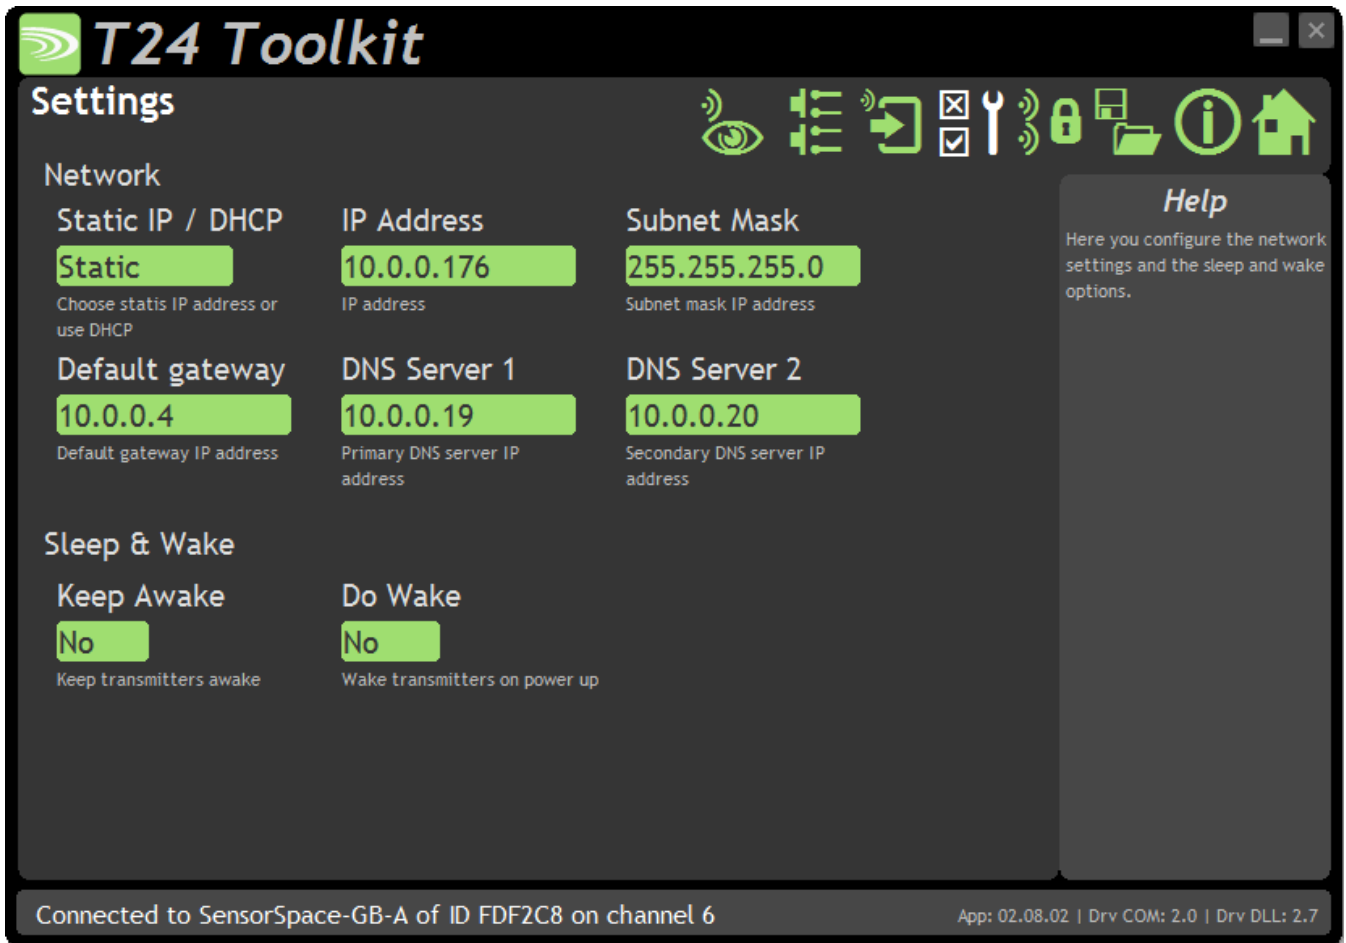 T24 Toolkit
Settings
Network
Static IP / DHCP IP Address Subnet Mask
Static 10.0.0.176 255.255.255.0
Choose statis IP address or IP address Subnet mask IP address
use DHCP
Default gateway DNS Server 1 DNS Server 2
10.0.0.4 10.0.0.19 10.0.0.20
Default gateway IP address Primary DNS server IP Secondary DNS server IP
address address
Sleep & Wake
Keep Awake Do Wake
No No
Keep transmitters awake Wake transmitters on power up
Help
Here you configure the network
settings and the sleep and wake
options.
Connected to SensorSpace-GB-A of ID FDF2C8 on channel 6
App: 02.08.02 | Drv COM: 2.0 | Drv DLL: 2.7